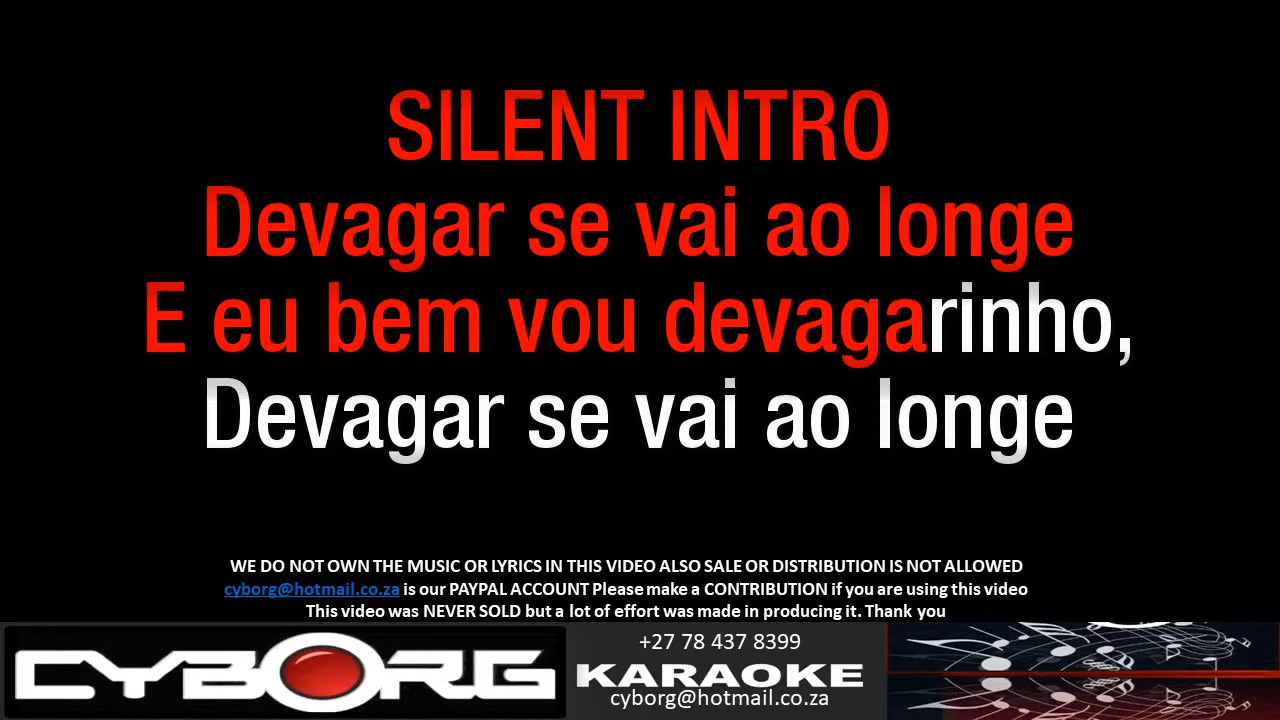 SILENT INTRO
Devagar se vai ao longe
E eu bem vou devagarinho,
Devagar se vai ao longe
WE DO NOT OWN THE MUSIC OR LYRICS IN THIS VIDEO ALSO SALE OR DISTRIBUTION IS NOT ALLOWED
cyborg@hotmail.co.za is our PAYPAL ACCOUNT Please make a CONTRIBUTION if you are using this video
This video was NEVER SOLD but a lot of effort was made in producing it. Thank you
CYBORG
+27 78 437 8399
KARAOKE
cyborg@hotmail.co.za